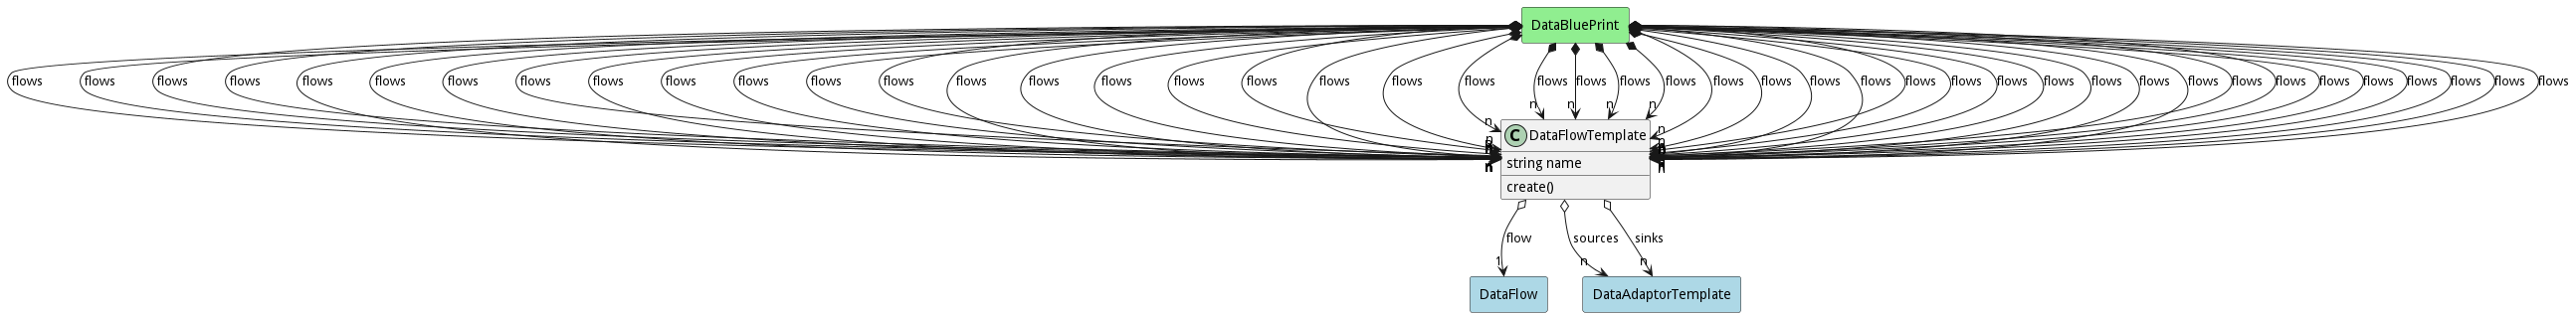 DataBluePrint
flows flows flows flows flows flows flows flows flows flows flows flows flows flows flows flows flows flows flows flows flows flows flows flows flows flows flows flows flows flows flows flows flows flows flows flows flows flows flows flows flows flows flows flows
n n n n
n n
C DataFlowTemplate
string name
create()
flow sources sinks
1 n n
DataFlow DataAdaptorTemplate